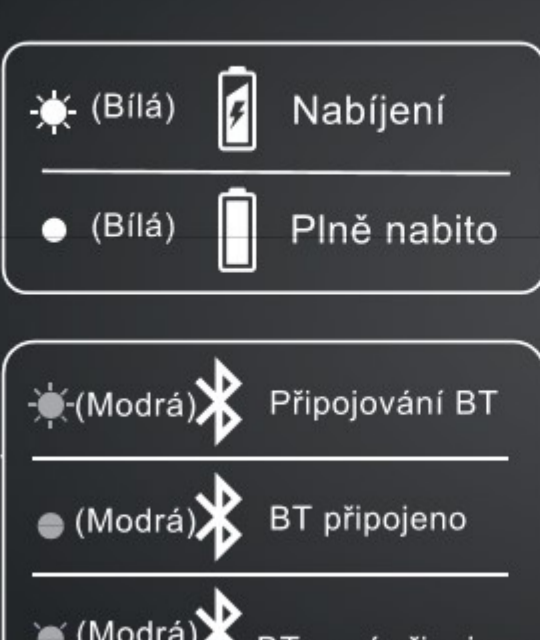 (Bílá) Nabíjení
(Bílá) Plně nabito
(Modrá) Připojování BT
(Modrá) BT připojeno
(Modrá)